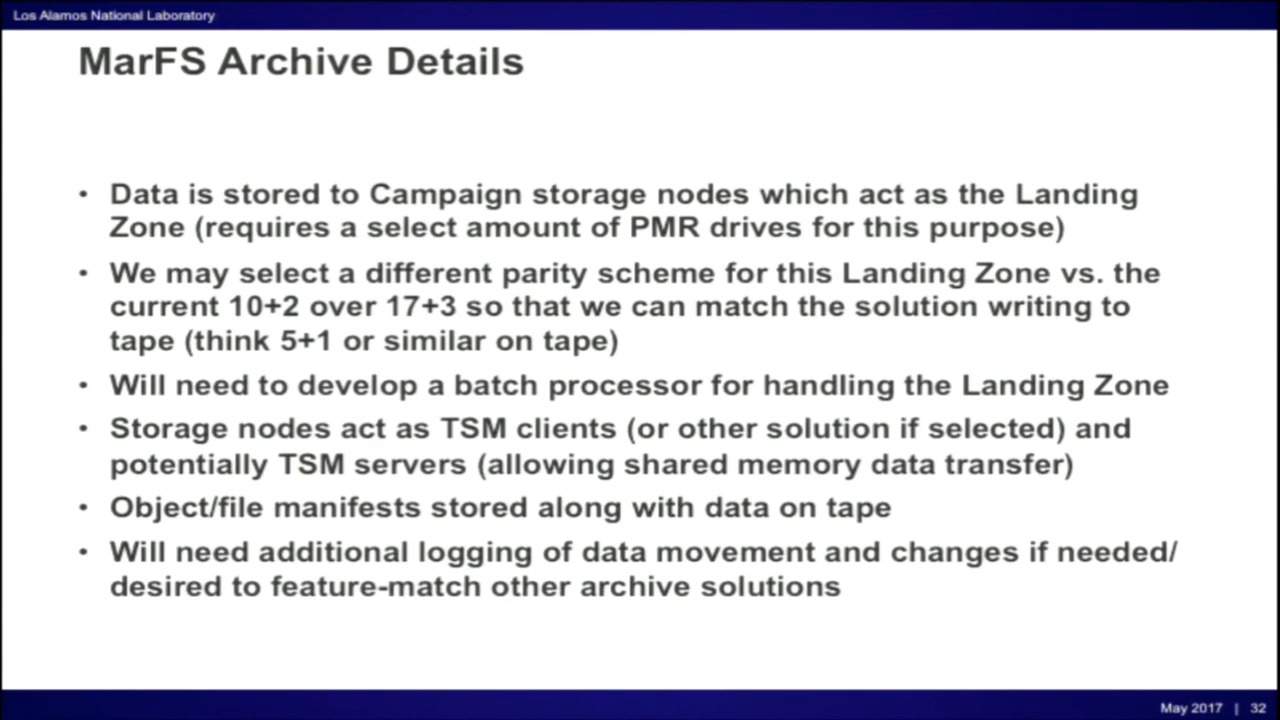 Los Alamos National Laboratory
MarFS Archive Details
• Data is stored to Campaign storage nodes which act as the Landing
Zone (requires a select amount of PMR drives for this purpose)
• We may select a different parity scheme for this Landing Zone vs. the
current 10+2 over 17+3 so that we can match the solution writing to
tape (think 5+1 or similar on tape)
• Will need to develop a batch processor for handling the Landing Zone
• Storage nodes act as TSM clients (or other solution if selected) and
potentially TSM servers (allowing shared memory data transfer)
• Object/file manifests stored along with data on tape
• Will need additional logging of data movement and changes if needed/
desired to feature-match other archive solutions
May 2017 | 32